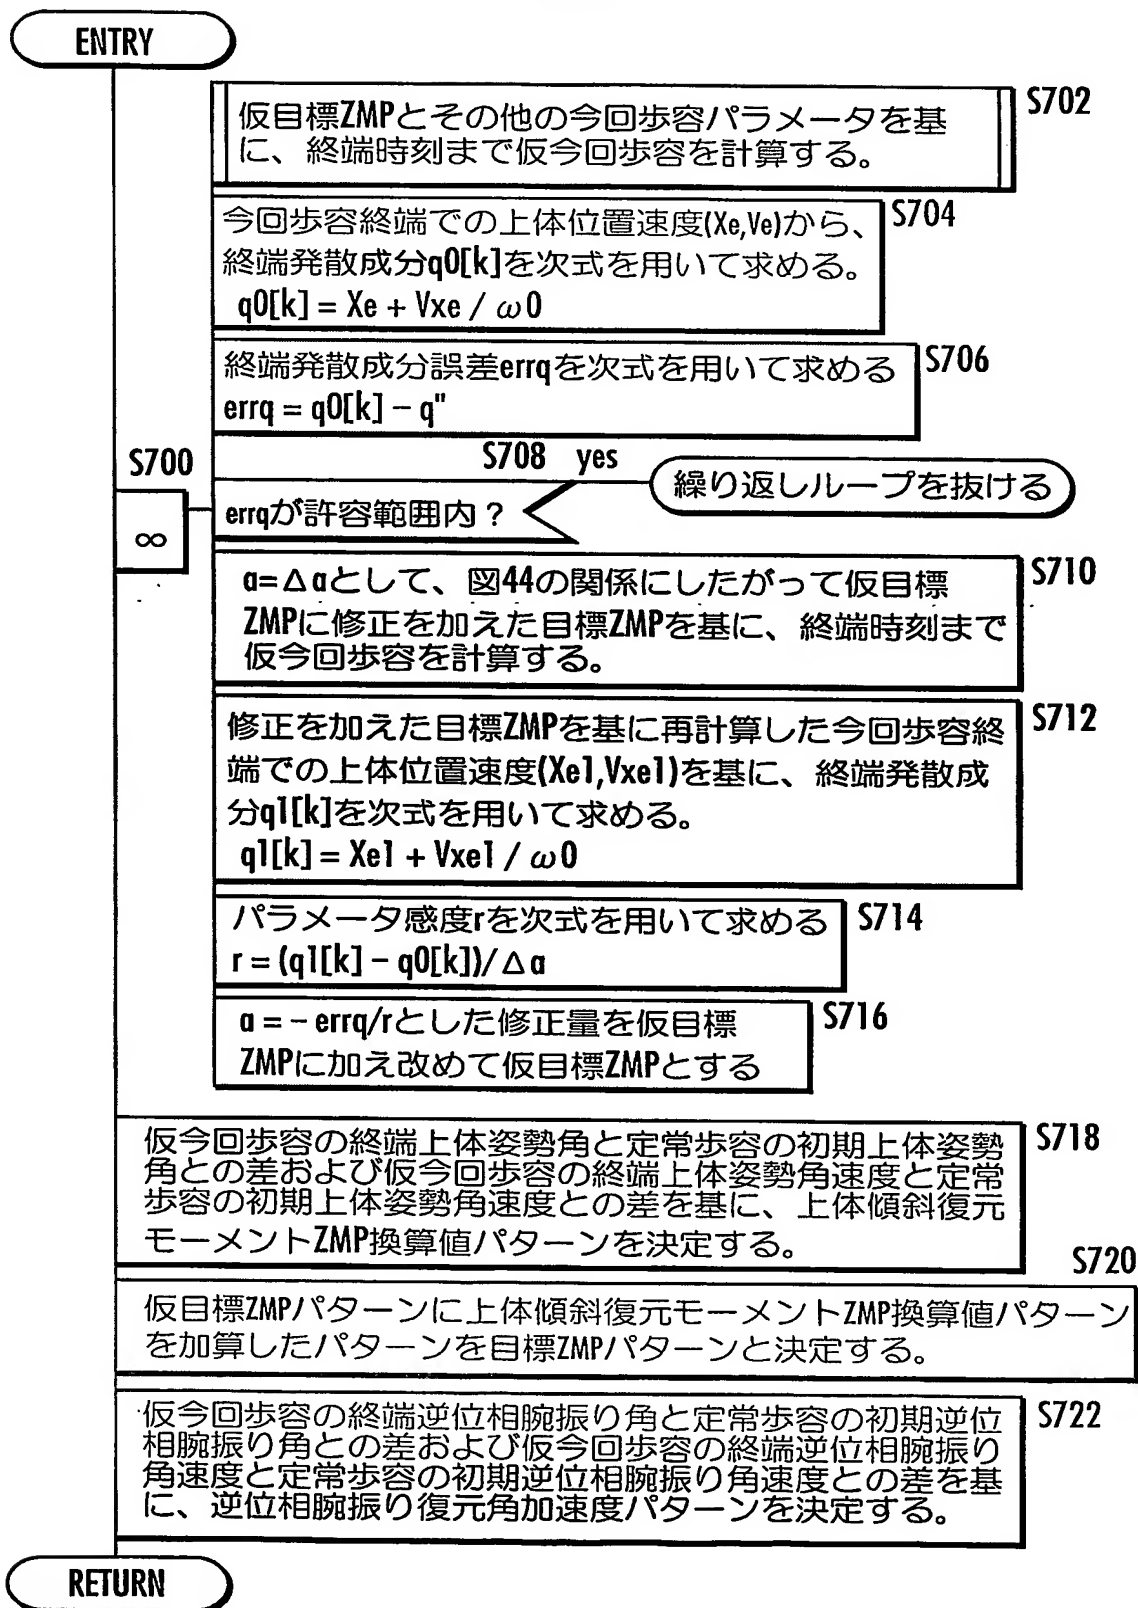 ENTRY
S702
仮目標ZMPとその他の今回歩容パラメータを基
に、終端時刻まで仮今回歩容を計算する。
S704
今回歩容終端での上体位置速度(Xe,Ve)から、
終端発散成分q0[k]を次式を用いて求める。
q0[k] = Xe + Vxe / ω0
S706
終端発散成分誤差errqを次式を用いて求める
errq = q0[k] − q"
S700
∞
S708 yes
errqが許容範囲内？
繰り返しループを抜ける
S710
a=Δaとして、図44の関係にしたがって仮目標
ZMPに修正を加えた目標ZMPを基に、終端時刻まで
仮今回歩容を計算する。
S712
修正を加えた目標ZMPを基に再計算した今回歩容終
端での上体位置速度(Xe1,Vxe1)を基に、終端発散成
分q1[k]を次式を用いて求める。
q1[k] = Xe1 + Vxe1 / ω0
S714
パラメータ感度rを次式を用いて求める
r = (q1[k] − q0[k])/Δa
S716
a = − errq/rとした修正量を仮目標
ZMPに加え改めて仮目標ZMPとする
S718
仮今回歩容の終端上体姿勢角と定常歩容の初期上体姿勢
角との差および仮今回歩容の終端上体姿勢角速度と定常
歩容の初期上体姿勢角速度との差を基に、上体傾斜復元
モーメントZMP換算値パターンを決定する。
S720
仮目標ZMPパターンに上体傾斜復元モーメントZMP換算値パターン
を加算したパターンを目標ZMPパターンと決定する。
S722
仮今回歩容の終端逆位相腕振り角と定常歩容の初期逆位
相腕振り角との差および仮今回歩容の終端逆位相腕振り
角速度と定常歩容の初期逆位相腕振り角速度との差を基
に、逆位相腕振り復元角加速度パターンを決定する。
RETURN